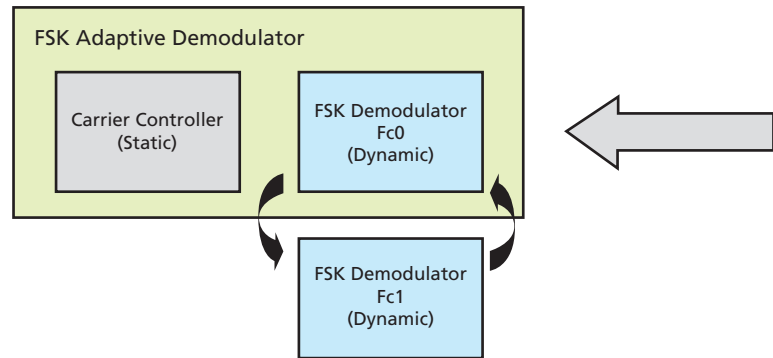 FSK Adaptive Demodulator
Carrier Controller
(Static)
FSK Demodulator
Fc0
(Dynamic)
FSK Demodulator
Fc1
(Dynamic)